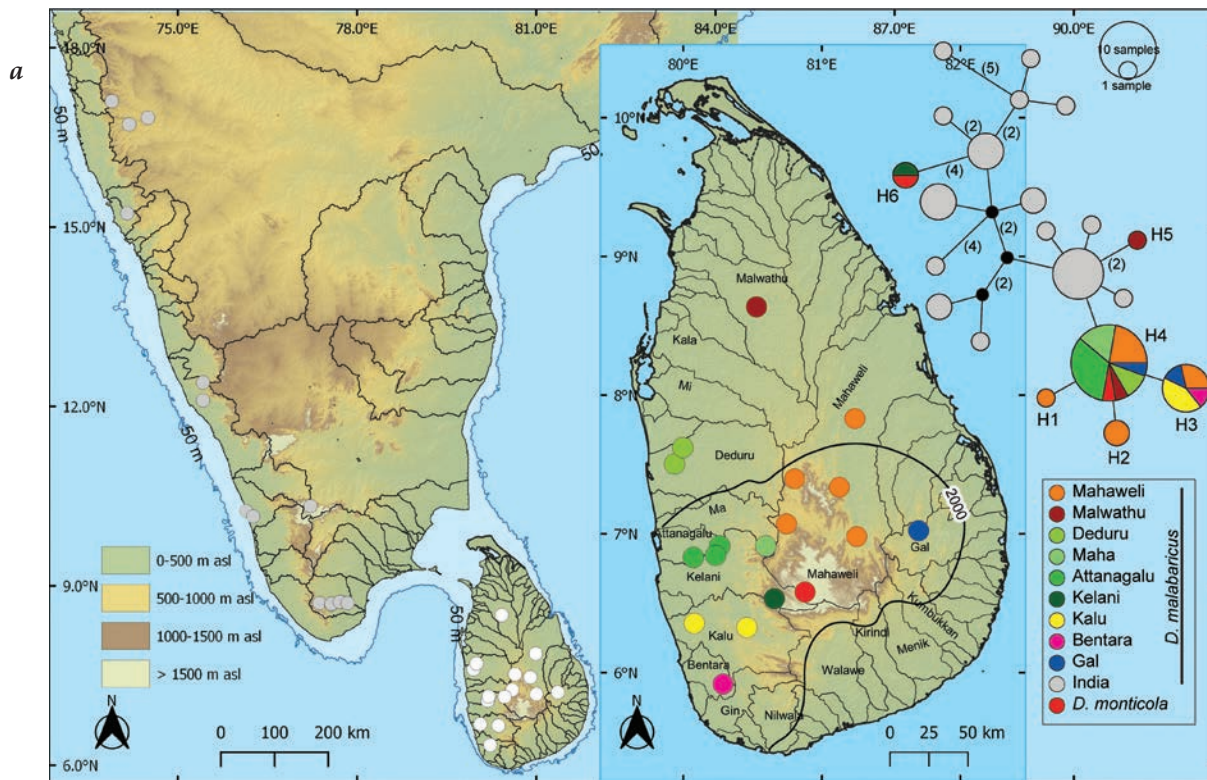 a
75.0°E 78.0°E 81.0°E 84.0°E 87.0°E 90.0°E
80°E 81°E 82°E
18.0°N
15.0°N
12.0°N
9.0°N
6.0°N
10°N
9°N
8°N
7°N
6°N
50 m
50
50 m
50 m
0-500 m asl
500-1000 m asl
1000-1500 m asl
> 1500 m asl
N
0 100 200 km
Malwathu
Kala
Mi
Mahaweli
Deduru
Ma
2000
Attanagalu
Gal
Kelani
Mahaweli
Kumbukkan
Kalu
Kirindi
Menik
Bentara
Walawe
Gin
Nilwala
N
0 25 50 km
10 samples
1 sample
(5)
(2)
(2)
(4)
H6
(2)
(4)
(2)
H5
(2)
H4
H1
H2
H3
Mahaweli
Malwathu
Deduru
Maha
Attanagalu
Kelani
Kalu
Bentara
Gal
India
D. monticola
D. malabaricus